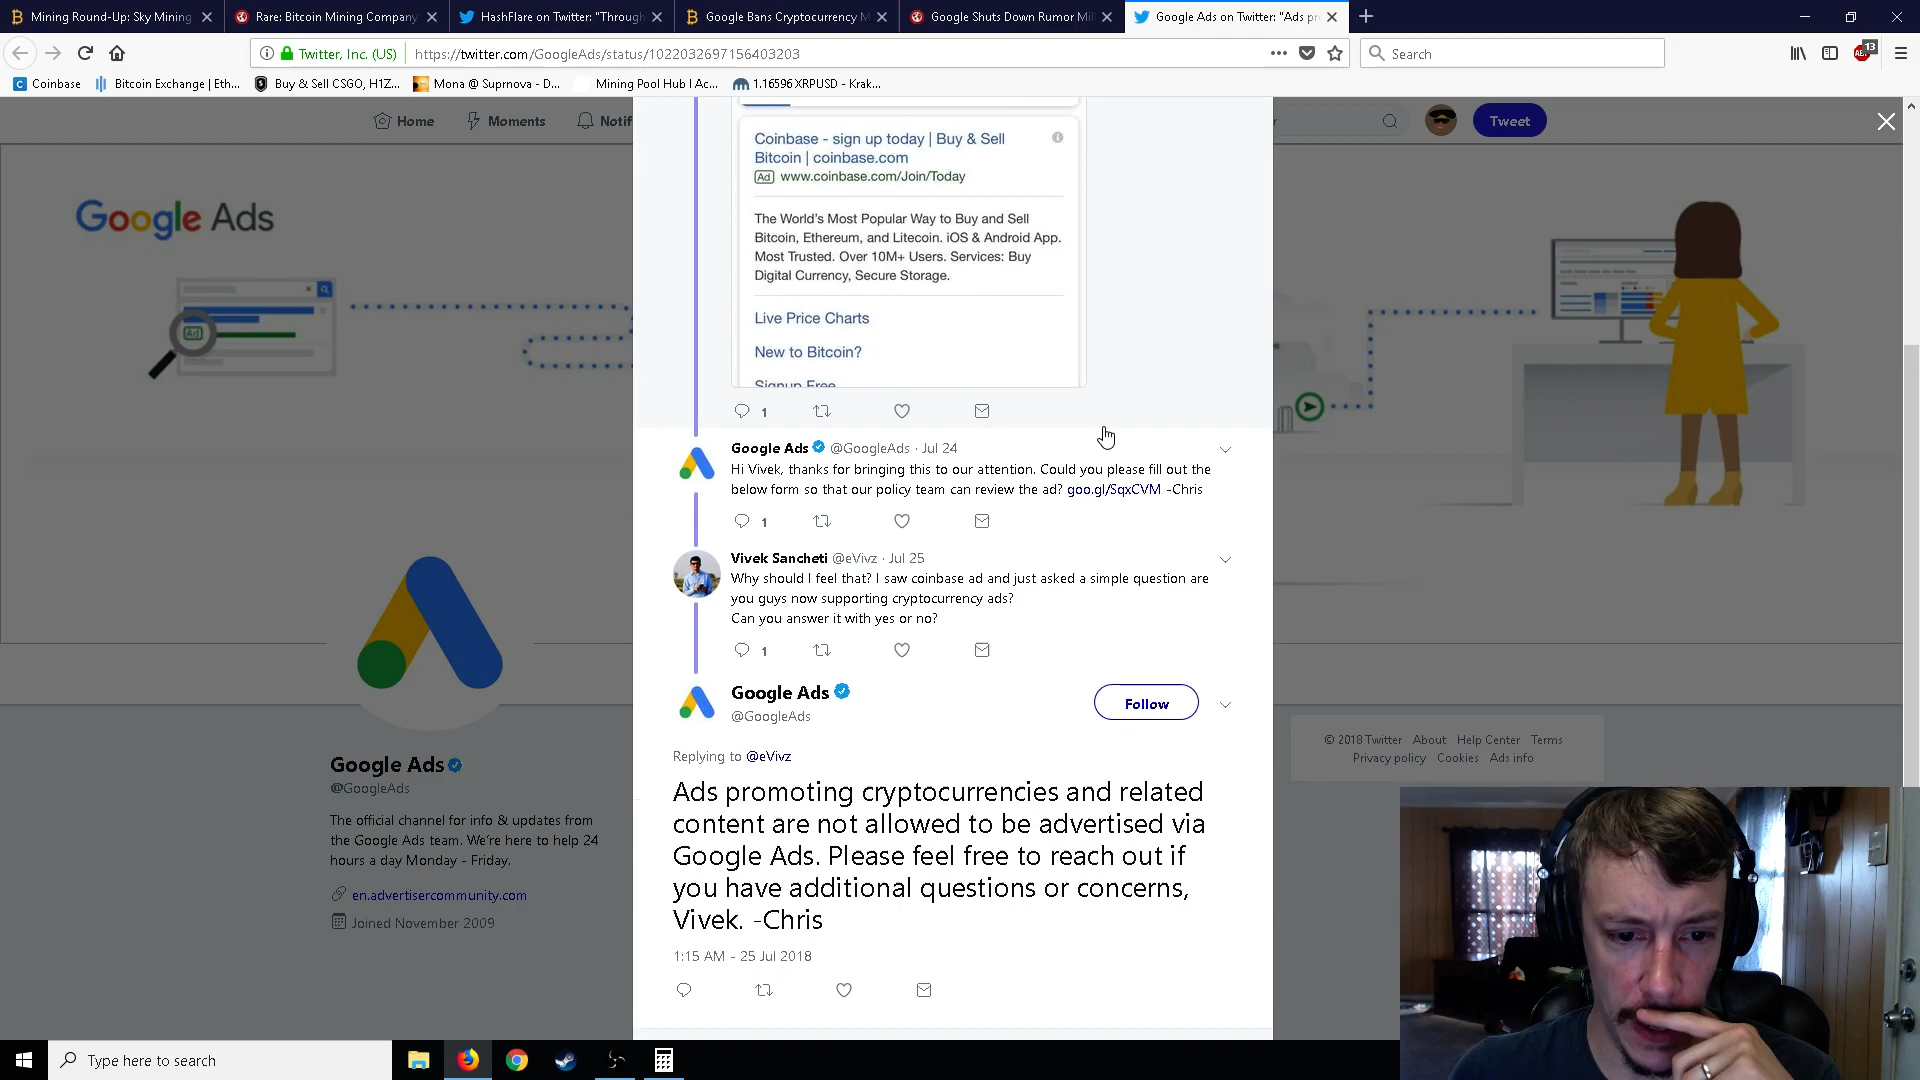 Mining Round-Up: Sky Mining
Rare: Bitcoin Mining Company
HashFlare on Twitter: "Through
Google Bans Cryptocurrency M
Google Shuts Down Rumor Mil
Google Ads on Twitter: "Ads pr
Twitter, Inc. (US)
https://twitter.com/GoogleAds/status/1022032697156403203
Search
13
Coinbase
Bitcoin Exchange | Eth...
Buy & Sell CSGO, H1Z...
Mona @ Suprnova - D...
Mining Pool Hub | Ac...
1.16596 XRPUSD - Krak...
Home
Moments
Notif
Tweet
Google Ads
Ad
Coinbase - sign up today | Buy & Sell
Bitcoin | coinbase.com
Ad www.coinbase.com/Join/Today
The World's Most Popular Way to Buy and Sell
Bitcoin, Ethereum, and Litecoin. iOS & Android App.
Most Trusted. Over 10M+ Users. Services: Buy
Digital Currency, Secure Storage.
Live Price Charts
New to Bitcoin?
Signup Free
1
Google Ads @GoogleAds · Jul 24
Hi Vivek, thanks for bringing this to our attention. Could you please fill out the
below form so that our policy team can review the ad? goo.gl/SqxCVM -Chris
1
Vivek Sancheti @eVivz · Jul 25
Why should I feel that? I saw coinbase ad and just asked a simple question are
you guys now supporting cryptocurrency ads?
Can you answer it with yes or no?
1
Google Ads
@GoogleAds
Follow
Replying to @eVivz
Ads promoting cryptocurrencies and related
content are not allowed to be advertised via
Google Ads. Please feel free to reach out if
you have additional questions or concerns,
Vivek. -Chris
1:15 AM - 25 Jul 2018
Google Ads
@GoogleAds
The official channel for info & updates from
the Google Ads team. We're here to help 24
hours a day Monday - Friday.
en.advertisercommunity.com
Joined November 2009
© 2018 Twitter About Help Center Terms
Privacy policy Cookies Ads info
Type here to search